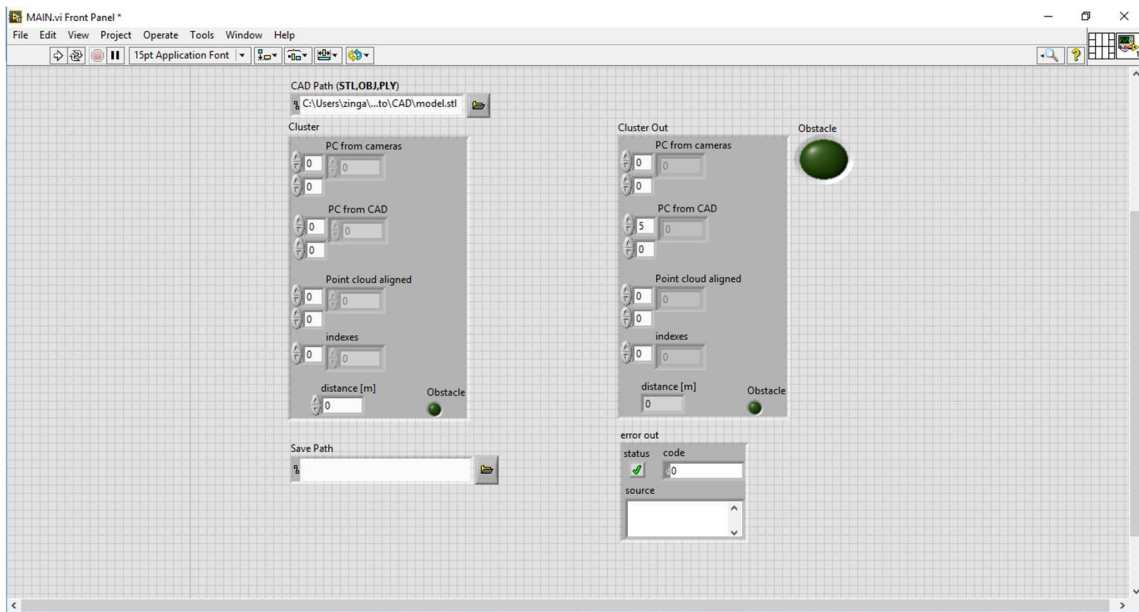 MAIN.vi Front Panel *
File Edit View Project Operate Tools Window Help
15pt Application Font
CAD Path (STL,OBJ,PLY)
C:\Users\zinga\...to\CAD\model.stl
Cluster
PC from cameras
0 0
0
PC from CAD
0 0
0
Point cloud aligned
0 0
0
indexes
0 0
distance [m]
0
Obstacle
Save Path
Cluster Out
PC from cameras
0 0
0
PC from CAD
5 0
0
Point cloud aligned
0 0
0
indexes
0 0
distance [m]
0
Obstacle
Obstacle
error out
status code
0
source